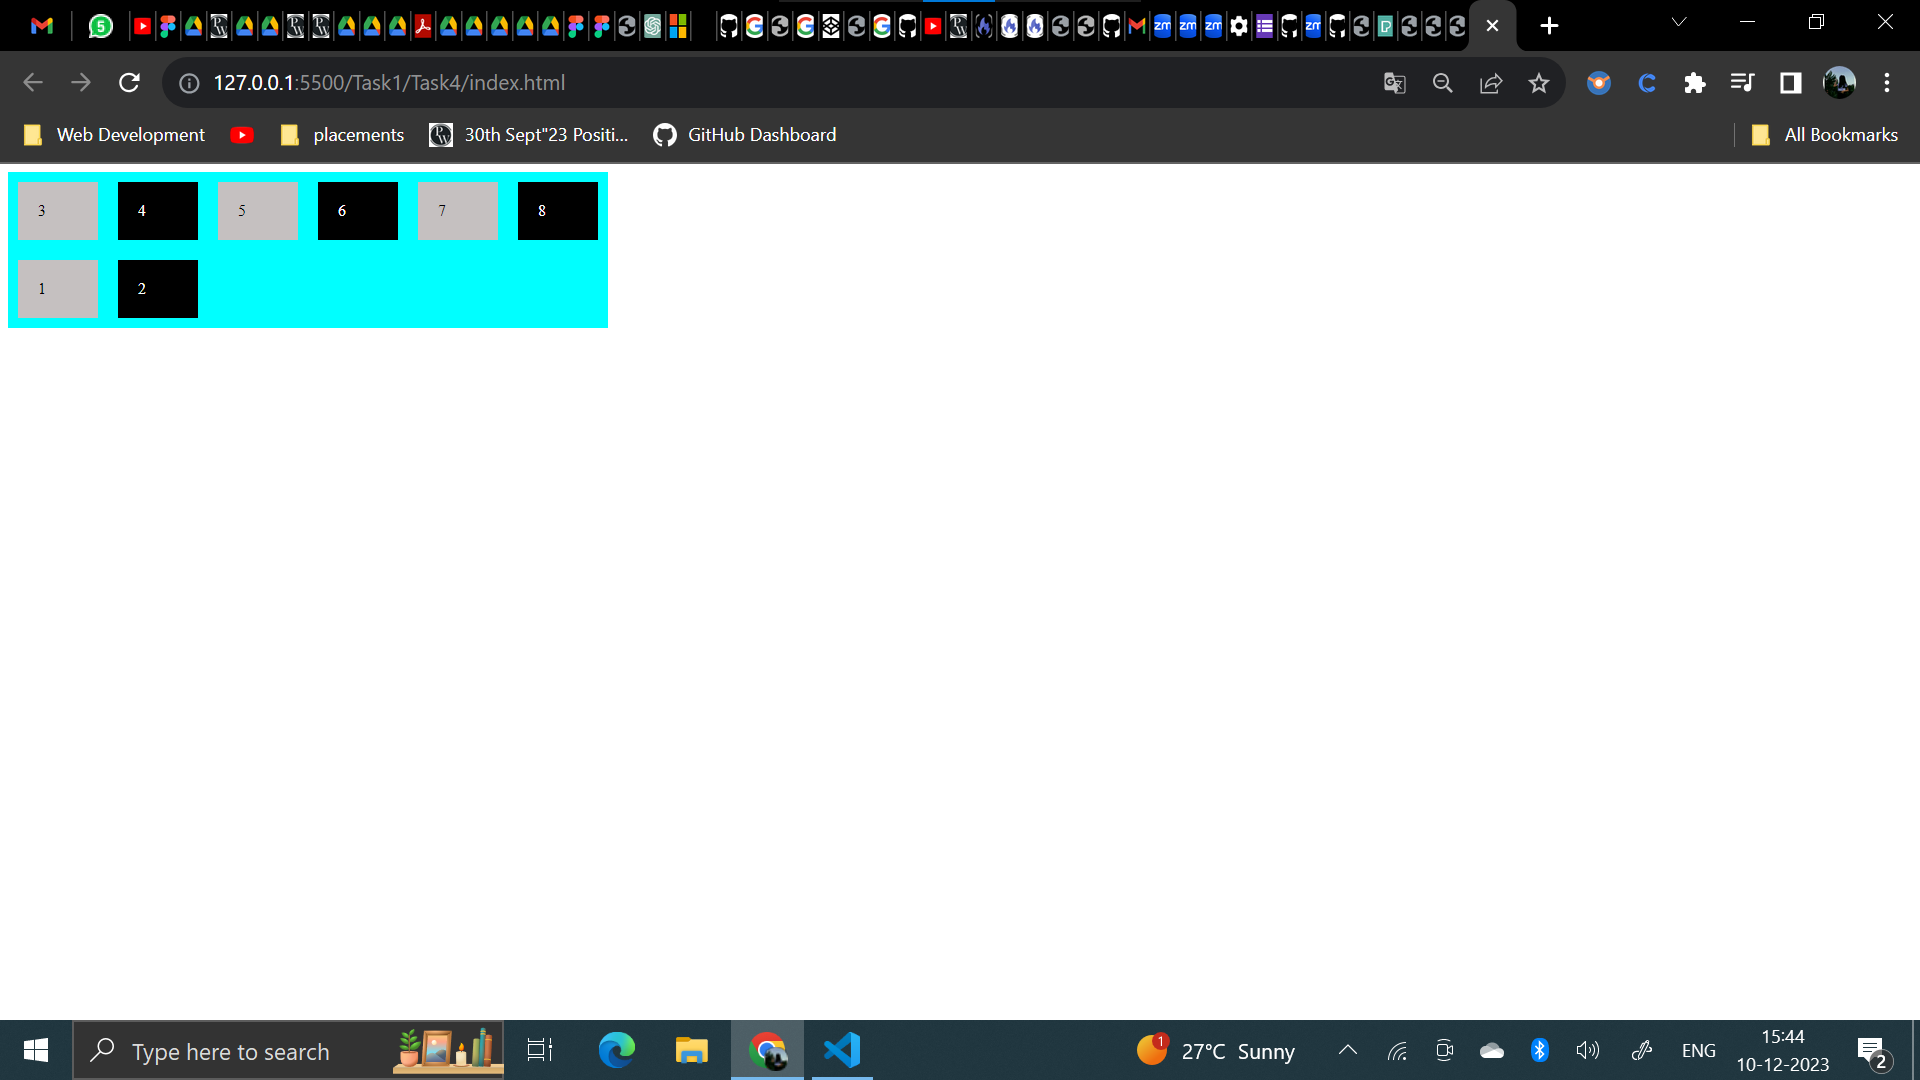 127.0.0.1:5500/Task1/Task4/index.html
Web Development placements 30th Sept"23 Positi... GitHub Dashboard All Bookmarks
3 4 5 6 7 8
1 2
Type here to search
27°C Sunny
ENG
15:44
10-12-2023
2